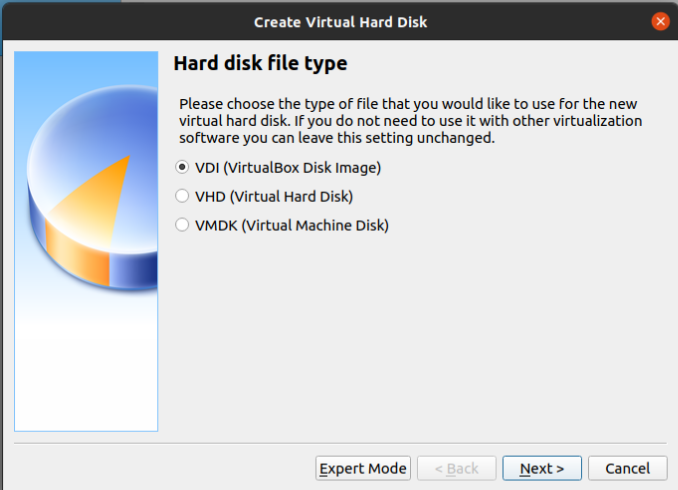 Create Virtual Hard Disk
Hard disk file type
Please choose the type of file that you would like to use for the new
virtual hard disk. If you do not need to use it with other virtualization
software you can leave this setting unchanged.
VDI (VirtualBox Disk Image)
VHD (Virtual Hard Disk)
VMDK (Virtual Machine Disk)
Expert Mode
< Back
Next >
Cancel